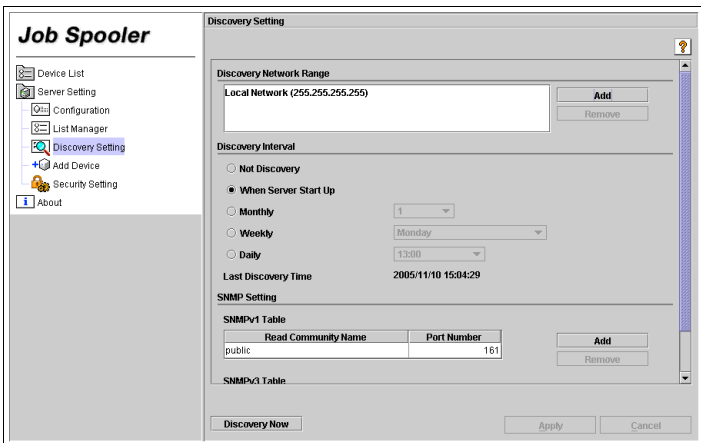 Job Spooler
Device List
Server Setting
Configuration
List Manager
Discovery Setting
Add Device
Security Setting
i About
Discovery Setting
?
Discovery Network Range
Local Network (255.255.255.255)
Add
Remove
Discovery Interval
Not Discovery
When Server Start Up
Monthly 1
Weekly Monday
Daily 13:00
Last Discovery Time 2005/11/10 15:04:29
SNMP Setting
SNMPv1 Table
Read Community Name Port Number
public 161
Add
Remove
SNMPv3 Table
Discovery Now Apply Cancel